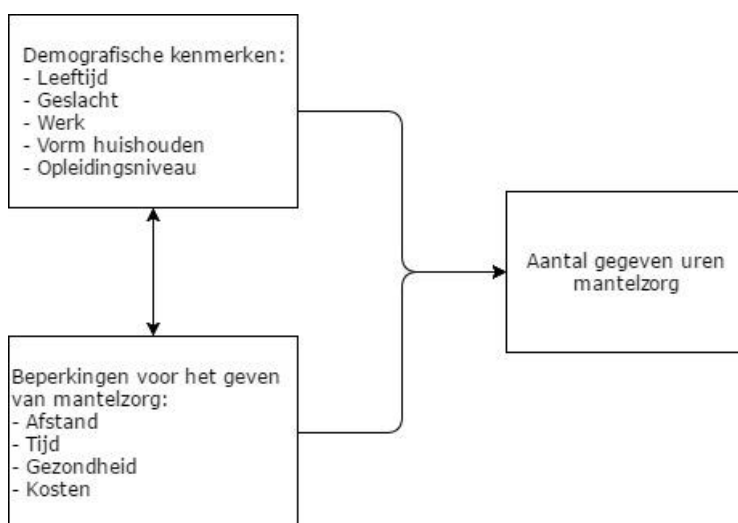 Demografische kenmerken:
- Leeftijd
- Geslacht
- Werk
- Vorm huishouden
- Opleidingsniveau
Aantal gegeven uren
mantelzorg
Beperkingen voor het geven
van mantelzorg:
- Afstand
- Tijd
- Gezondheid
- Kosten